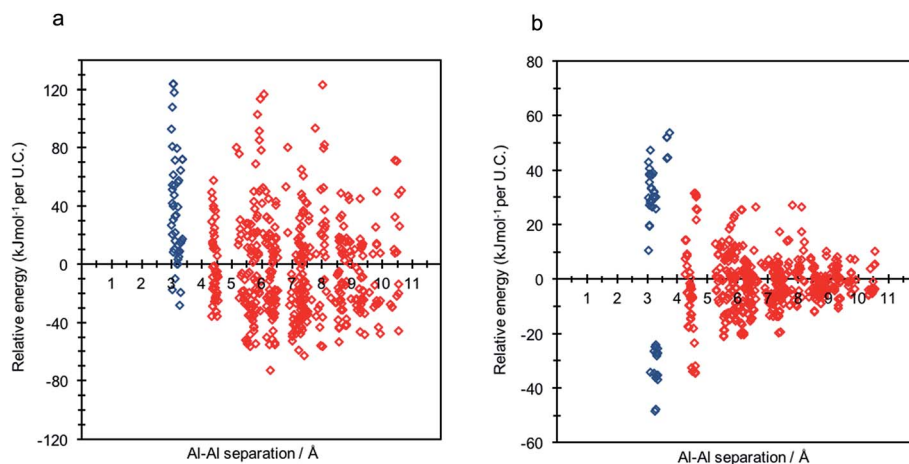 a
120
80
40
0
-40
-80
-120
1 2 3 4 5 6 7 8 9 10 11
Relative energy (kJmol⁻¹ per U.C.)
Al-Al separation / Å
b
80
60
40
20
0
-20
-40
-60
1 2 3 4 5 6 7 8 9 10 11
Relative energy (kJmol⁻¹ per U.C.)
Al-Al separation / Å